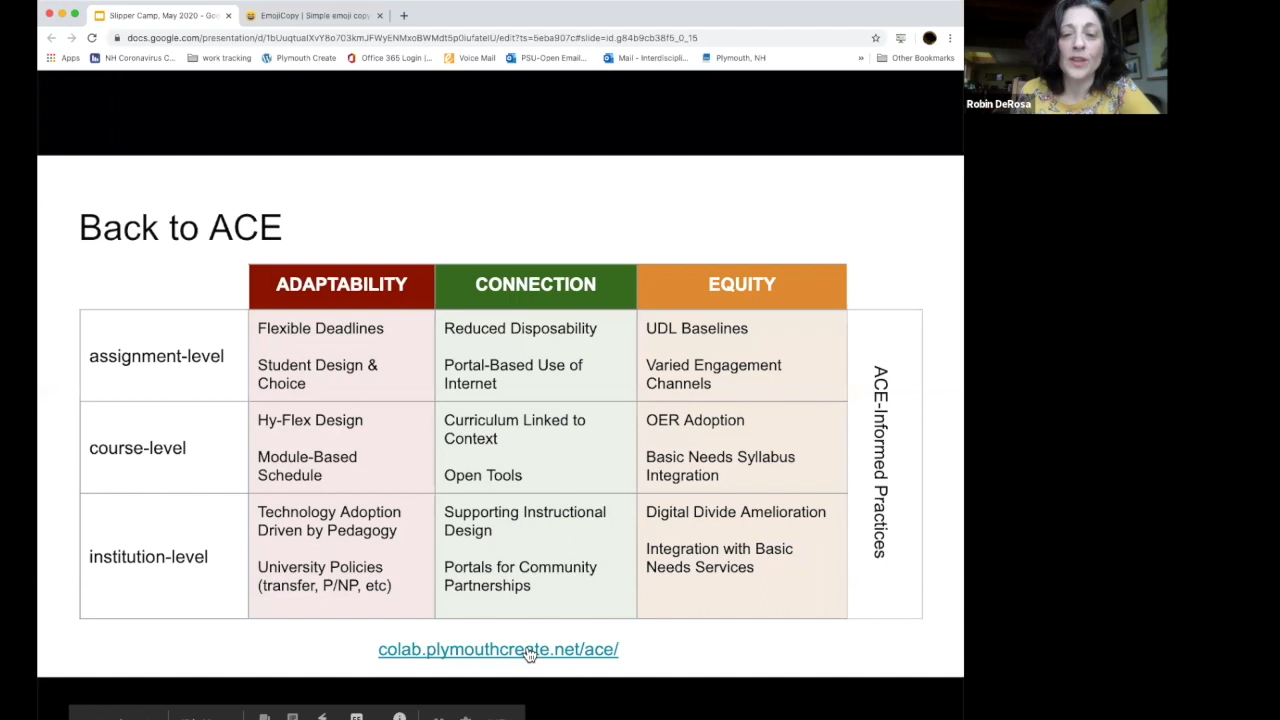 Slipper Camp, May 2020 - Goo
EmojiCopy | Simple emoji copy
docs.google.com/presentation/d/1bUuqtuaIXvY8o703kmJFWyENMxoBWMdt5p0iufateIU/edit?ts=5eba907c#slide=id.g84b9cb38f5_0_15
Apps
NH Coronavirus C...
work tracking
Plymouth Create
Office 365 Login |...
Voice Mail
PSU-Open Email...
Mail - Interdiscipli...
Plymouth, NH
»
Other Bookmarks
Robin DeRosa
Back to ACE
ADAPTABILITY
CONNECTION
EQUITY
assignment-level
Flexible Deadlines
Student Design &
Choice
Reduced Disposability
Portal-Based Use of
Internet
UDL Baselines
Varied Engagement
Channels
course-level
Hy-Flex Design
Module-Based
Schedule
Curriculum Linked to
Context
Open Tools
OER Adoption
Basic Needs Syllabus
Integration
institution-level
Technology Adoption
Driven by Pedagogy
University Policies
(transfer, P/NP, etc)
Supporting Instructional
Design
Portals for Community
Partnerships
Digital Divide Amelioration
Integration with Basic
Needs Services
ACE-Informed Practices
colab.plymouthcreate.net/ace/